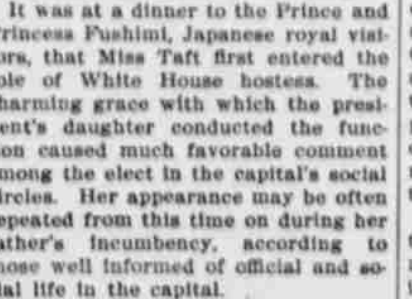 It was at a dinner to the Prince and
Princess Fushimi, Japanese royal visi-
ors, that Miss Taft first entered the
ole of White House hostess. The
harming grace with which the presi-
ent's daughter conducted the func-
ion caused much favorable comment
mong the elect in the capital's social
ircles. Her appearance may be often
epeated from this time on during her
ather's incumbency, according to
hose well informed of official and so-
ial life in the capital.